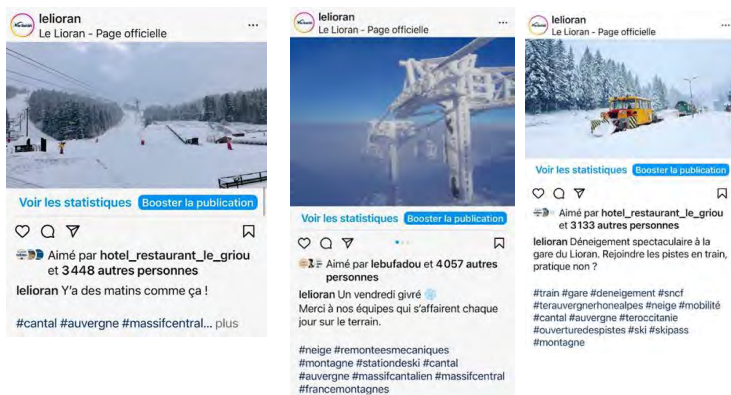 lelioran
Le Lioran - Page officielle
Voir les statistiques
Booster la publication
Aimé par hotel_restaurant_le_griou
et 3 448 autres personnes
lelioran Y'a des matins comme ça !
#cantal #auvergne #massifcentral... plus
lelioran
Le Lioran - Page officielle
Voir les statistiques
Booster la publication
Aimé par lebufadou et 4 057 autres
personnes
lelioran Un vendredi givré ❄️
Merci à nos équipes qui s'affairent chaque
jour sur le terrain.
#neige #remonteesmecaniques
#montagne #stationdeski #cantal
#auvergne #massifcantalien #massifcentral
#francemontagnes
lelioran
Le Lioran - Page officielle
Voir les statistiques
Booster la publication
Aimé par hotel_restaurant_le_griou
et 3133 autres personnes
lelioran Déneigement spectaculaire à la
gare du Lioran. Rejoindre les pistes en train,
pratique non ?
#train #gare #deneigement #sncf
#terauvergnerhonealpes #neige #mobilité
#cantal #auvergne #teroccitanie
#ouverturedespistes #ski #skipass
#montagne